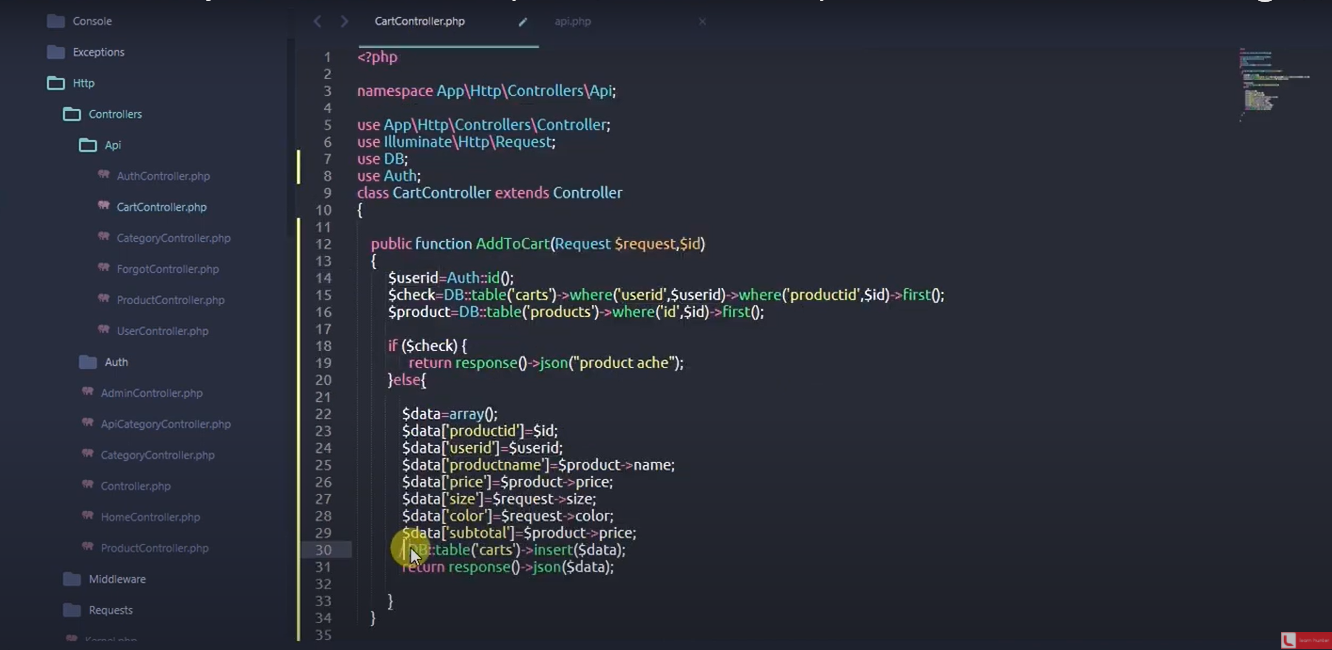 Console
Exceptions
Http
Controllers
Api
AuthController.php
CartController.php
CategoryController.php
ForgotController.php
ProductController.php
UserController.php
Auth
AdminController.php
ApiCategoryController.php
CategoryController.php
Controller.php
HomeController.php
ProductController.php
Middleware
Requests
Kernel.php
CartController.php
api.php
1 <?php
2
3 namespace App\Http\Controllers\Api;
4
5 use App\Http\Controllers\Controller;
6 use Illuminate\Http\Request;
7 use DB;
8 use Auth;
9 class CartController extends Controller
10 {
11
12 public function AddToCart(Request $request,$id)
13 {
14 $userid=Auth::id();
15 $check=DB::table('carts')->where('userid',$userid)->where('productid',$id)->first();
16 $product=DB::table('products')->where('id',$id)->first();
17
18 if ($check) {
19 return response()->json("product ache");
20 }else{
21
22 $data=array();
23 $data['productid']=$id;
24 $data['userid']=$userid;
25 $data['productname']=$product->name;
26 $data['price']=$product->price;
27 $data['size']=$request->size;
28 $data['color']=$request->color;
29 $data['subtotal']=$product->price;
30 DB::table('carts')->insert($data);
31 return response()->json($data);
32
33 }
34 }
35